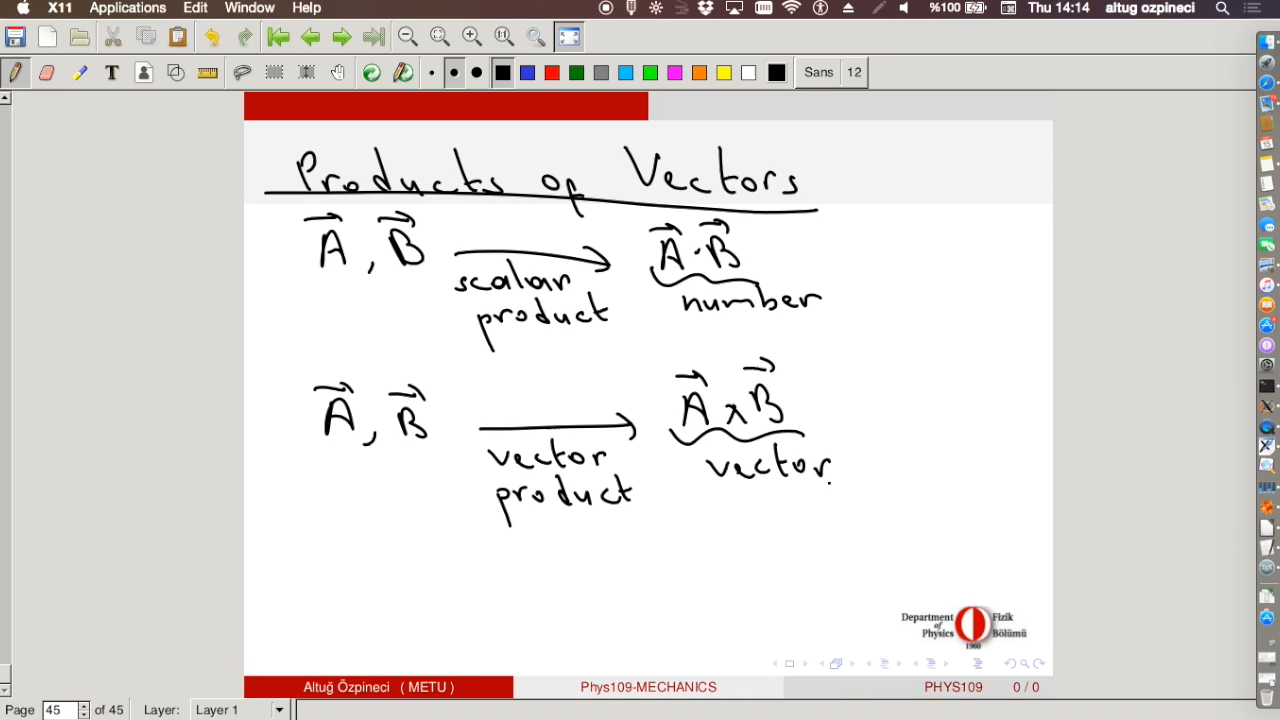 X11 Applications Edit Window Help %100 Thu 14:14 altug ozpineci
Sans 12
Products of Vectors
A⃗ , B⃗ scalar product A⃗ · B⃗ number
A⃗ , B⃗ vector product A⃗ x B⃗ vector
Department of Physics 1960 Fizik Bölümü
Altuğ Özpineci ( METU ) Phys109-MECHANICS PHYS109 0 / 0
Page 45 of 45 Layer: Layer 1